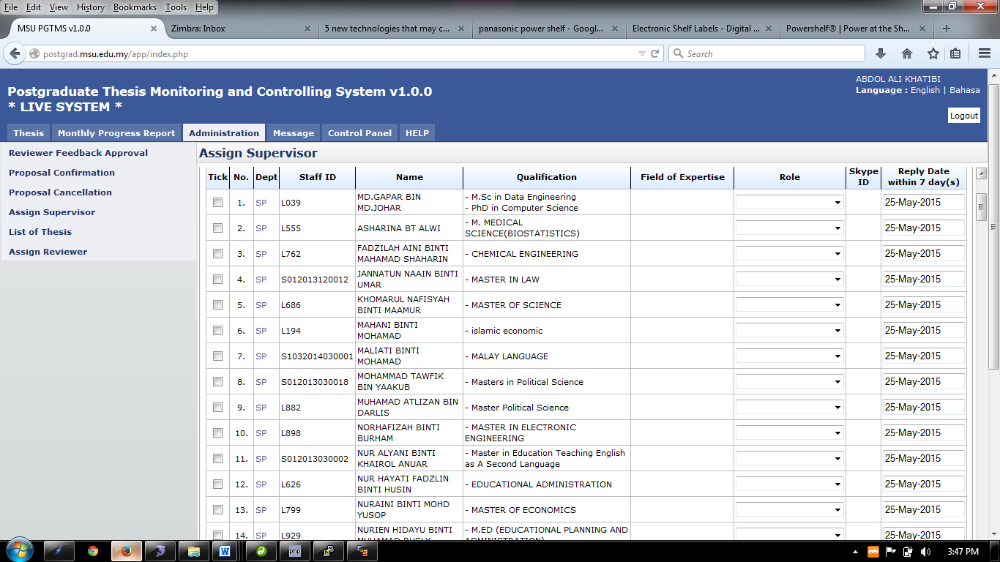 File Edit View History Bookmarks Tools Help
MSU PGTMS v1.0.0
Zimbra: Inbox
5 new technologies that may c...
panasonic power shelf - Googl...
Electronic Shelf Labels - Digital ...
Powershelf® | Power at the Sh...
postgrad.msu.edu.my/app/index.php
Search
ABDOL ALI KHATIBI
Language : English | Bahasa
Postgraduate Thesis Monitoring and Controlling System v1.0.0
* LIVE SYSTEM *
Logout
Thesis Monthly Progress Report Administration Message Control Panel HELP
Reviewer Feedback Approval
Proposal Confirmation
Proposal Cancellation
Assign Supervisor
List of Thesis
Assign Reviewer
Assign Supervisor
Tick No. Dept Staff ID Name Qualification Field of Expertise Role Skype ID Reply Date within 7 day(s)
1. SP L039 MD.GAPAR BIN MD.JOHAR - M.Sc in Data Engineering - PhD in Computer Science 25-May-2015
2. SP L555 ASHARINA BT ALWI - M. MEDICAL SCIENCE(BIOSTATISTICS) 25-May-2015
3. SP L762 FADZILAH AINI BINTI MAHAMAD SHAHARIN - CHEMICAL ENGINEERING 25-May-2015
4. SP S012013120012 JANNATUN NAAIN BINTI UMAR - MASTER IN LAW 25-May-2015
5. SP L686 KHOMARUL NAFISYAH BINTI MAAMUR - MASTER OF SCIENCE 25-May-2015
6. SP L194 MAHANI BINTI MOHAMAD - islamic economic 25-May-2015
7. SP S1032014030001 MALIATI BINTI MOHAMAD - MALAY LANGUAGE 25-May-2015
8. SP S012013030018 MOHAMMAD TAWFIK BIN YAAKUB - Masters in Political Science 25-May-2015
9. SP L882 MUHAMAD ATLIZAN BIN DARLIS - Master Political Science 25-May-2015
10. SP L898 NORHAFIZAH BINTI BURHAM - MASTER IN ELECTRONIC ENGINEERING 25-May-2015
11. SP S012013030002 NUR ALYANI BINTI KHAIROL ANUAR - Master in Education Teaching English as A Second Language 25-May-2015
12. SP L626 NUR HAYATI FADZLIN BINTI HUSIN - EDUCATIONAL ADMINISTRATION 25-May-2015
13. SP L799 NURAINI BINTI MOHD YUSOP - MASTER OF ECONOMICS 25-May-2015
14. SP L929 NURIEN HIDAYU BINTI - M.ED (EDUCATIONAL PLANNING AND ADMINISTRATION) 25-May-2015
php
3:47 PM